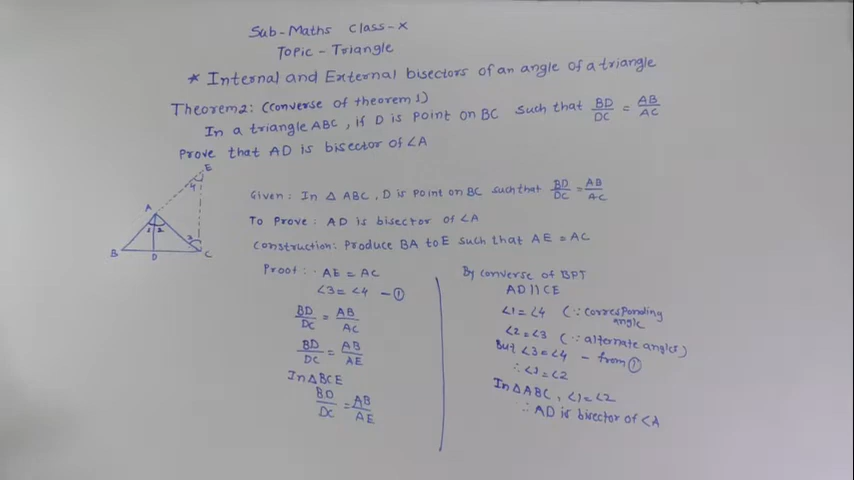 Sub-Maths Class-X
Topic - Triangle
* Internal and External bisectors of an angle of a triangle
Theorem2: (converse of theorem1)
In a triangle ABC, if D is point on BC such that BD/DC = AB/AC
Prove that AD is bisector of ∠A
E
4
A
1 2
3
B
D
C
Given: In △ ABC, D is point on BC such that BD/DC = AB/AC
To Prove: AD is bisector of ∠A
Construction: Produce BA to E such that AE = AC
Proof: ∵ AE = AC
∠3 = ∠4 - ①
BD/DC = AB/AC
BD/DC = AB/AE
In △BCE
BD/DC = AB/AE
By converse of BPT
AD || CE
∠1 = ∠4 (∵ corresponding angle
∠2 = ∠3 (∵ alternate angles)
But ∠3 = ∠4 - from ①
∴ ∠1 = ∠2
In △ABC, ∠1 = ∠2
∴ AD is bisector of ∠A